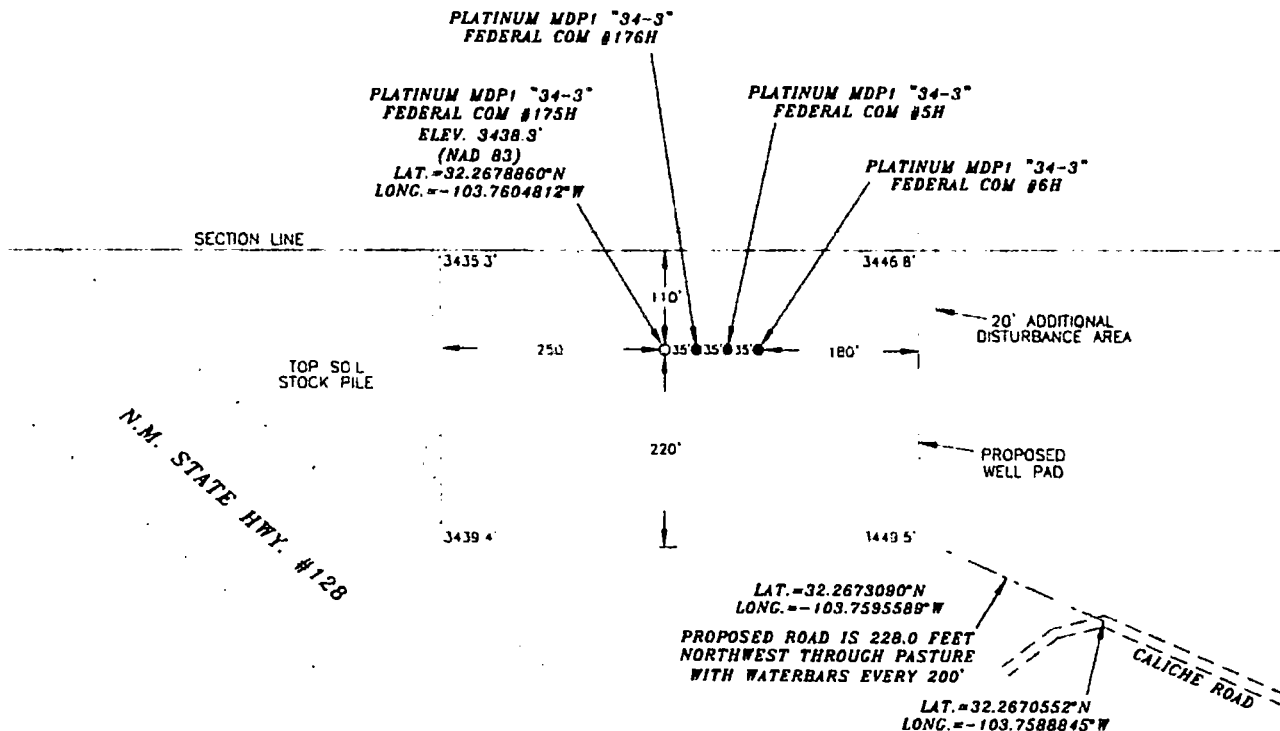 PLATINUM MDP1 "34-3"
FEDERAL COM #176H
PLATINUM MDP1 "34-3"
FEDERAL COM #175H
ELEV. 3438.3'
(NAD 83)
LAT.=32.2678860°N
LONG.=-103.7604812°W
PLATINUM MDP1 "34-3"
FEDERAL COM #5H
PLATINUM MDP1 "34-3"
FEDERAL COM #6H
SECTION LINE
3435.3'
3446.8'
110'
20' ADDITIONAL
DISTURBANCE AREA
250
35' 35' 35'
180'
TOP SO L
STOCK PILE
N.M. STATE HWY. #128
220'
PROPOSED
WELL PAD
3439.4'
3449.5'
LAT.=32.2673090°N
LONG.=-103.7595589°W
PROPOSED ROAD IS 228.0 FEET
NORTHWEST THROUGH PASTURE
WITH WATERBARS EVERY 200'
CALICHE ROAD
LAT.=32.2670552°N
LONG.=-103.7588845°W